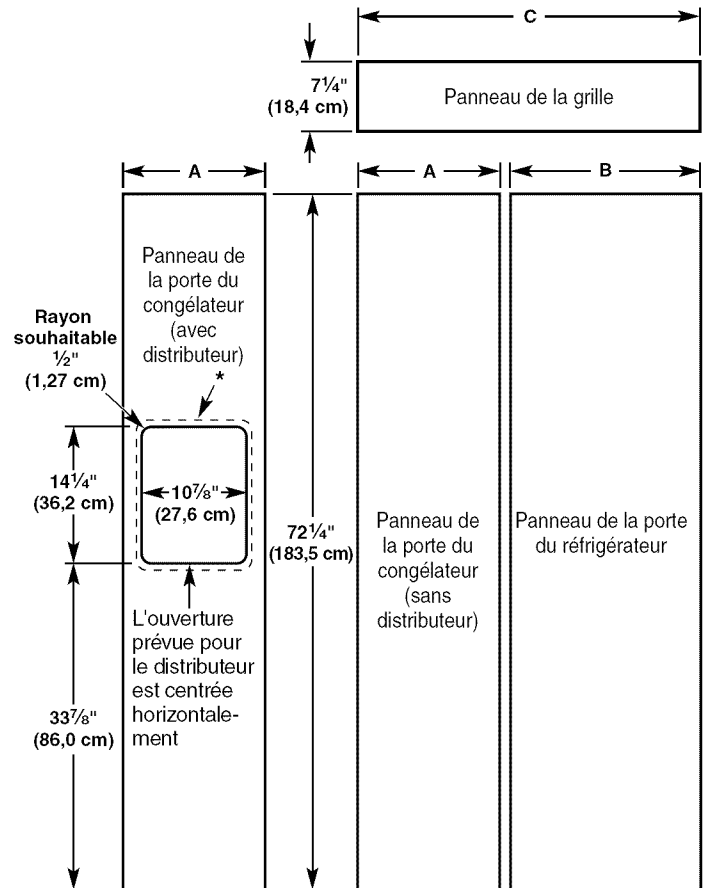 C
7¼"
(18,4 cm)
Panneau de la grille
A
A
B
Panneau de
la porte du
congélateur
(avec
distributeur)
*
Rayon
souhaitable
½"
(1,27 cm)
14¼"
(36,2 cm)
10⅞"
(27,6 cm)
72¼"
(183,5 cm)
Panneau de
la porte du
congélateur
(sans
distributeur)
Panneau de la porte
du réfrigérateur
L'ouverture
prévue pour
le distributeur
est centrée
horizontale-
ment
33⅞"
(86,0 cm)